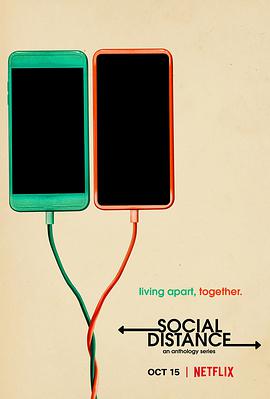 living apart, together.
SOCIAL
DISTANCE
an anthology series
OCT 15 | NETFLIX